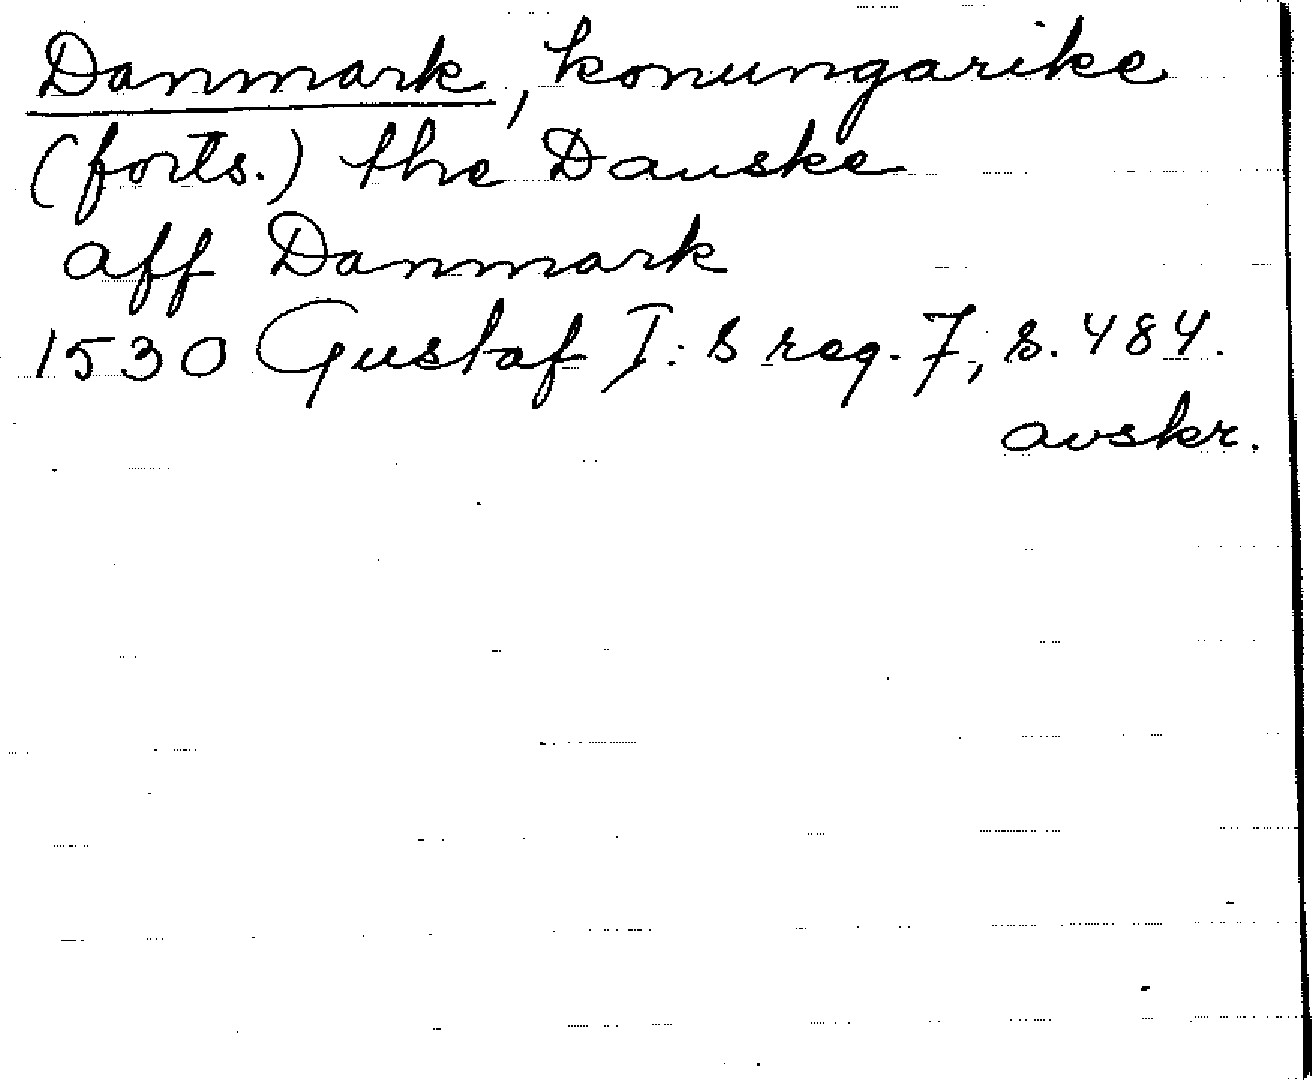 Danmark, konungarike
(forts.) the Danske
aff Danmark
1530 Gustaf I:s reg. 7, s. 484.
avskr.